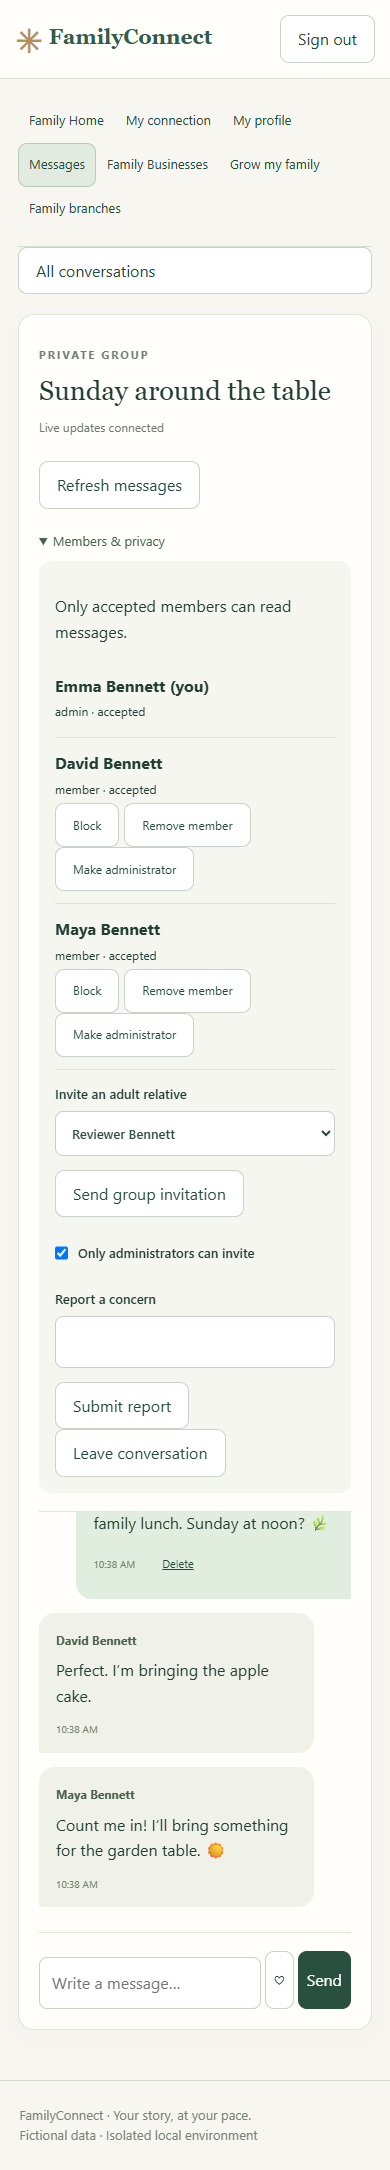 FamilyConnect
Sign out
Family Home My connection My profile
Messages Family Businesses Grow my family
Family branches
All conversations
PRIVATE GROUP
Sunday around the table
Live updates connected
Refresh messages
▼ Members & privacy
Only accepted members can read
messages.
Emma Bennett (you)
admin · accepted
David Bennett
member · accepted
Block Remove member
Make administrator
Maya Bennett
member · accepted
Block Remove member
Make administrator
Invite an adult relative
Reviewer Bennett
Send group invitation
Only administrators can invite
Report a concern
Submit report
Leave conversation
family lunch. Sunday at noon? 🌿
10:38 AM Delete
David Bennett
Perfect. I’m bringing the apple
cake.
10:38 AM
Maya Bennett
Count me in! I’ll bring something
for the garden table. 🌼
10:38 AM
Write a message...
♡
Send
FamilyConnect · Your story, at your pace.
Fictional data · Isolated local environment